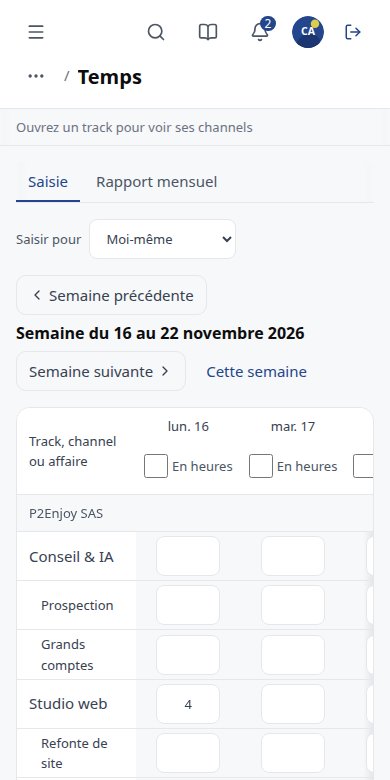 2
CA
... / Temps
Ouvrez un track pour voir ses channels
Saisie Rapport mensuel
Saisir pour Moi-même
Semaine précédente
Semaine du 16 au 22 novembre 2026
Semaine suivante Cette semaine
lun. 16 mar. 17
Track, channel
ou affaire
En heures En heures
P2Enjoy SAS
Conseil & IA
Prospection
Grands
comptes
Studio web 4
Refonte de
site